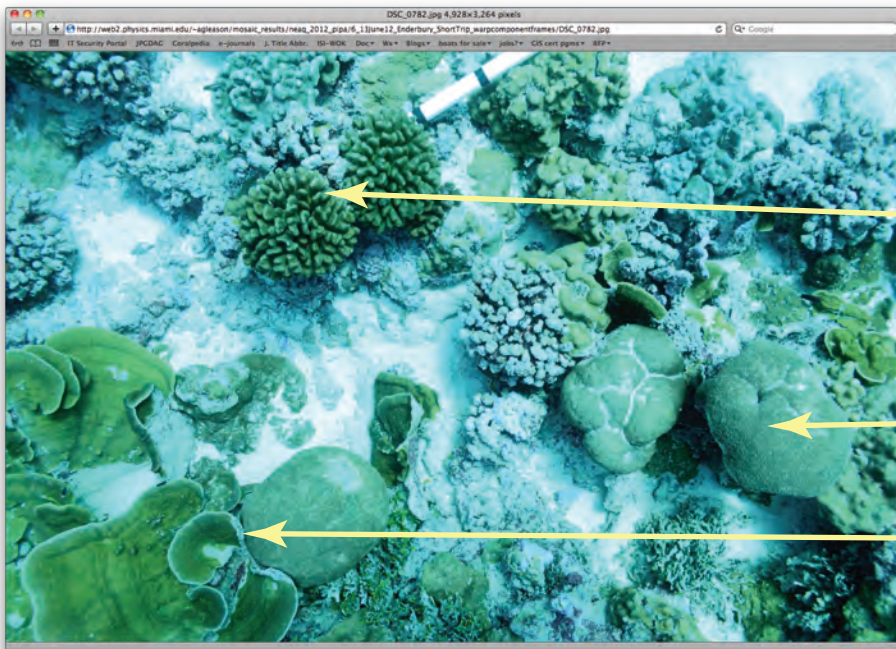 DSC_0782.jpg 4,928×3,264 pixels
http://web2.physics.miami.edu/~agleason/mosaic_results/neaq_2012_pipa/6_13June12_Enderbury_ShortTrip_warpcomponentframes/DSC_0782.jpg
Google
IT Security Portal JPGDAC Coralpedia e-journals J. Title Abbr. ISI-WOK Doc▾ Wx▾ Blogs▾ boats for sale▾ jobs?▾ CJS cert pgms▾ RFP▾